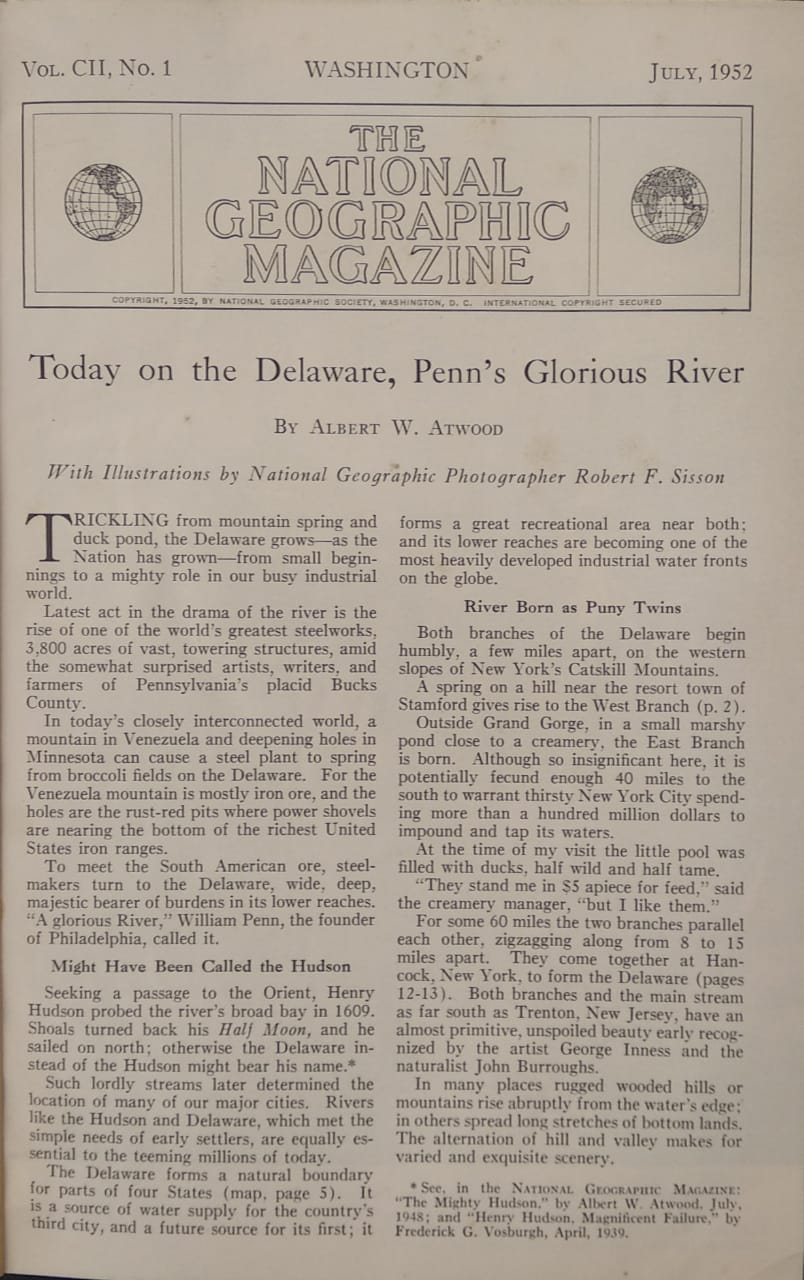 VOL. CII, No. 1 WASHINGTON JULY, 1952
THE
NATIONAL
GEOGRAPHIC
MAGAZINE
COPYRIGHT, 1952, BY NATIONAL GEOGRAPHIC SOCIETY, WASHINGTON, D. C. INTERNATIONAL COPYRIGHT SECURED
Today on the Delaware, Penn's Glorious River
BY ALBERT W. ATWOOD
With Illustrations by National Geographic Photographer Robert F. Sisson
TRICKLING from mountain spring and
duck pond, the Delaware grows—as the
Nation has grown—from small begin-
nings to a mighty role in our busy industrial
world.
Latest act in the drama of the river is the
rise of one of the world's greatest steelworks,
3,800 acres of vast, towering structures, amid
the somewhat surprised artists, writers, and
farmers of Pennsylvania's placid Bucks
County.
In today's closely interconnected world, a
mountain in Venezuela and deepening holes in
Minnesota can cause a steel plant to spring
from broccoli fields on the Delaware. For the
Venezuela mountain is mostly iron ore, and the
holes are the rust-red pits where power shovels
are nearing the bottom of the richest United
States iron ranges.
To meet the South American ore, steel-
makers turn to the Delaware, wide, deep,
majestic bearer of burdens in its lower reaches.
"A glorious River," William Penn, the founder
of Philadelphia, called it.
Might Have Been Called the Hudson
Seeking a passage to the Orient, Henry
Hudson probed the river's broad bay in 1609.
Shoals turned back his Half Moon, and he
sailed on north; otherwise the Delaware in-
stead of the Hudson might bear his name.*
Such lordly streams later determined the
location of many of our major cities. Rivers
like the Hudson and Delaware, which met the
simple needs of early settlers, are equally es-
sential to the teeming millions of today.
The Delaware forms a natural boundary
for parts of four States (map, page 5). It
is a source of water supply for the country's
third city, and a future source for its first; it
forms a great recreational area near both;
and its lower reaches are becoming one of the
most heavily developed industrial water fronts
on the globe.
River Born as Puny Twins
Both branches of the Delaware begin
humbly, a few miles apart, on the western
slopes of New York's Catskill Mountains.
A spring on a hill near the resort town of
Stamford gives rise to the West Branch (p. 2).
Outside Grand Gorge, in a small marshy
pond close to a creamery, the East Branch
is born. Although so insignificant here, it is
potentially fecund enough 40 miles to the
south to warrant thirsty New York City spend-
ing more than a hundred million dollars to
impound and tap its waters.
At the time of my visit the little pool was
filled with ducks, half wild and half tame.
"They stand me in $5 apiece for feed," said
the creamery manager, "but I like them."
For some 60 miles the two branches parallel
each other, zigzagging along from 8 to 15
miles apart. They come together at Han-
cock, New York, to form the Delaware (pages
12-13). Both branches and the main stream
as far south as Trenton, New Jersey, have an
almost primitive, unspoiled beauty early recog-
nized by the artist George Inness and the
naturalist John Burroughs.
In many places rugged wooded hills or
mountains rise abruptly from the water's edge;
in others spread long stretches of bottom lands.
The alternation of hill and valley makes for
varied and exquisite scenery.
* See, in the NATIONAL GEOGRAPHIC MAGAZINE:
"The Mighty Hudson," by Albert W. Atwood, July,
1948; and "Henry Hudson, Magnificent Failure," by
Frederick G. Vosburgh, April, 1939.